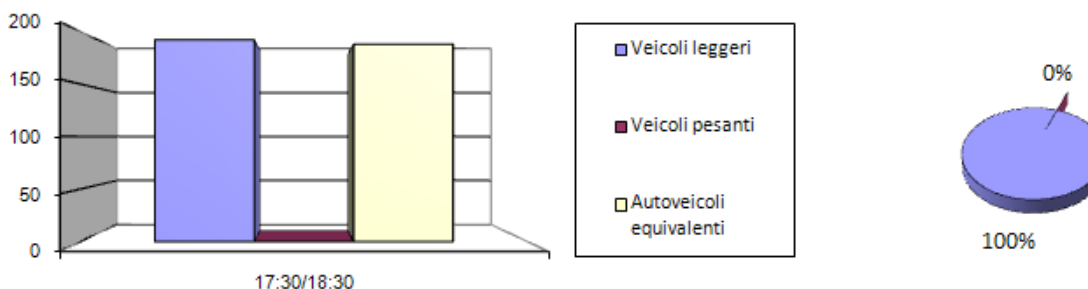 200
150
100
50
0
17:30/18:30
Veicoli leggeri
Veicoli pesanti
Autoveicoli
equivalenti
0%
100%